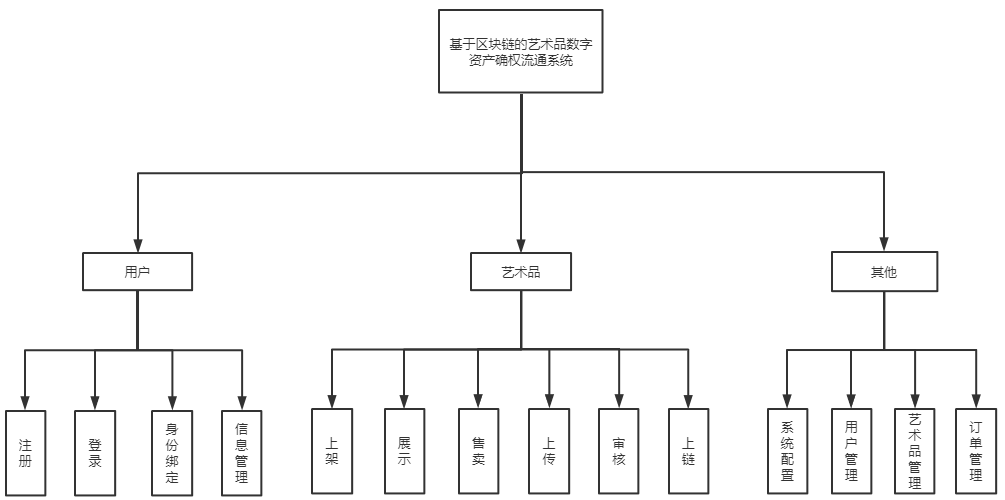 基于区块链的艺术品数字
资产确权流通系统
用户
艺术品
其他
注册
登录
身份绑定
信息管理
上架
展示
售卖
上传
审核
上链
系统配置
用户管理
艺术品管理
订单管理